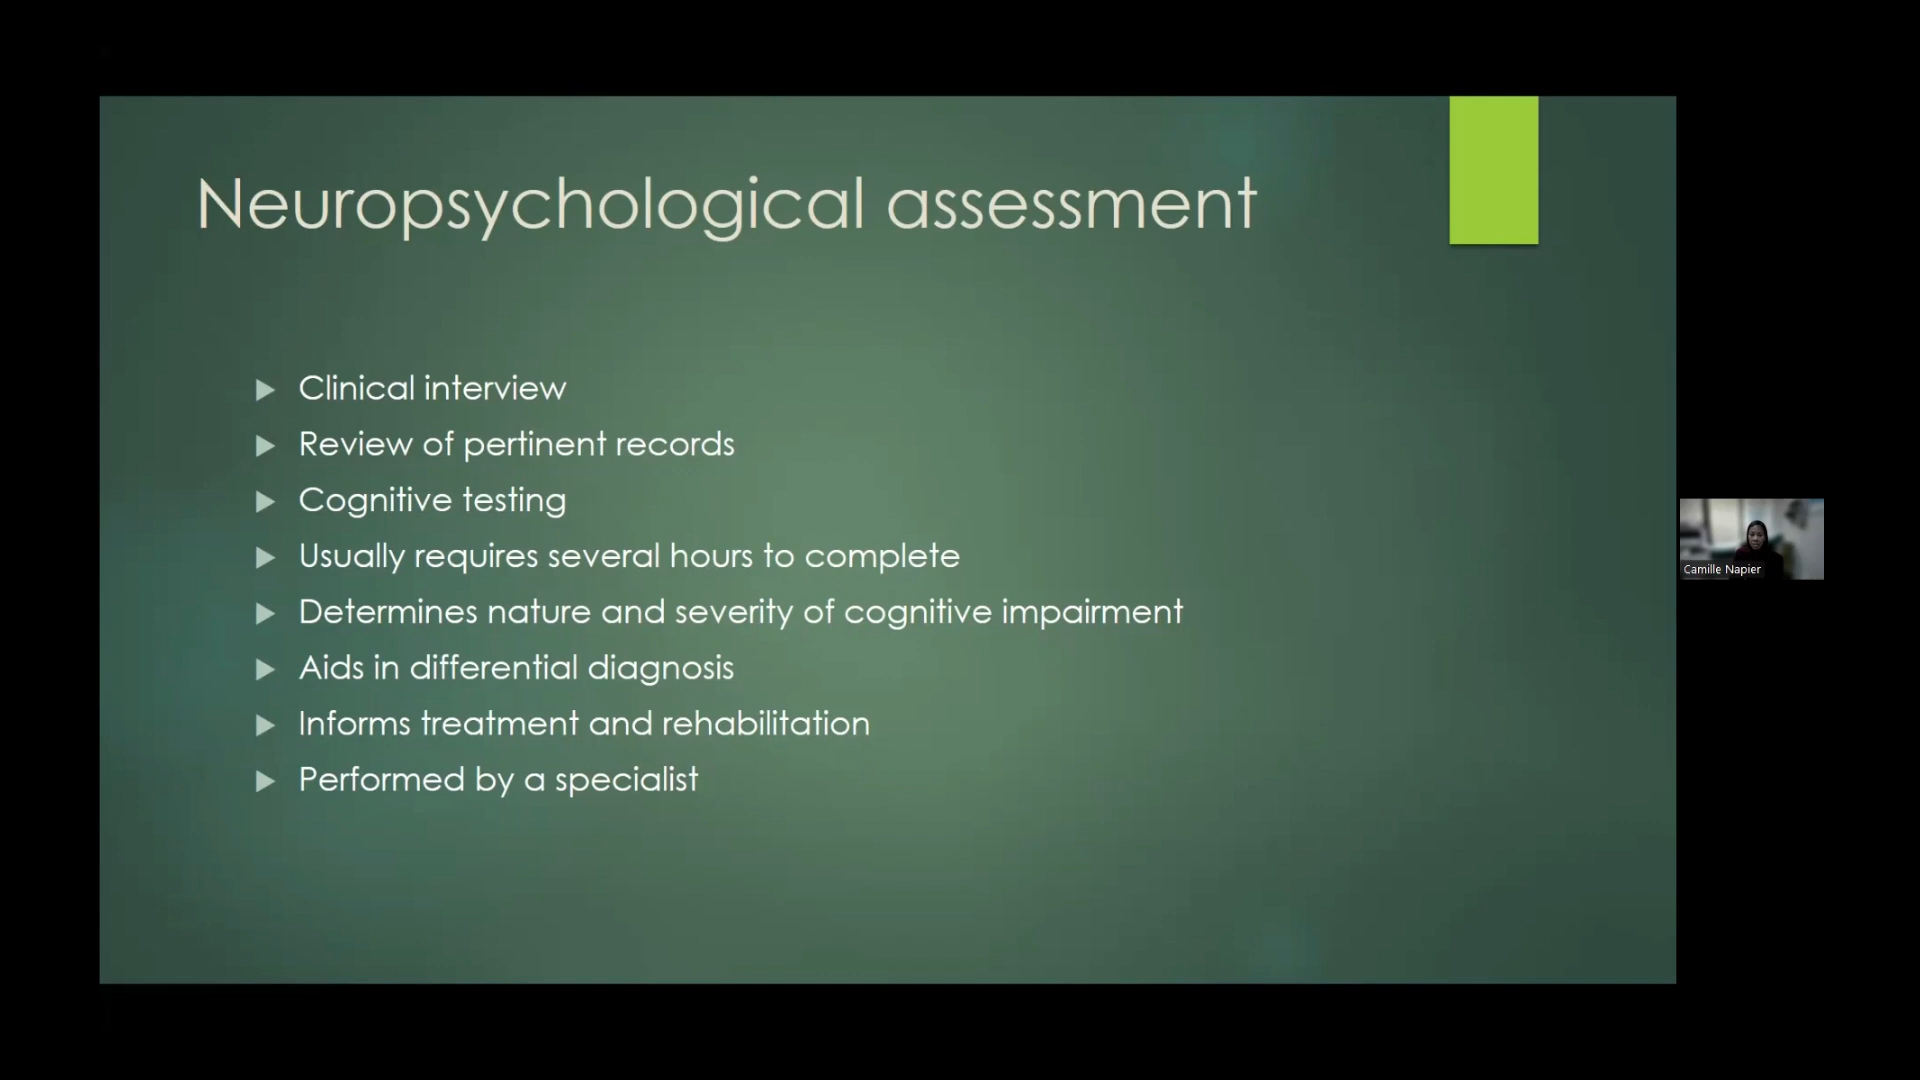 Neuropsychological assessment
Clinical interview
Review of pertinent records
Cognitive testing
Usually requires several hours to complete
Determines nature and severity of cognitive impairment
Aids in differential diagnosis
Informs treatment and rehabilitation
Performed by a specialist
Camille Napier